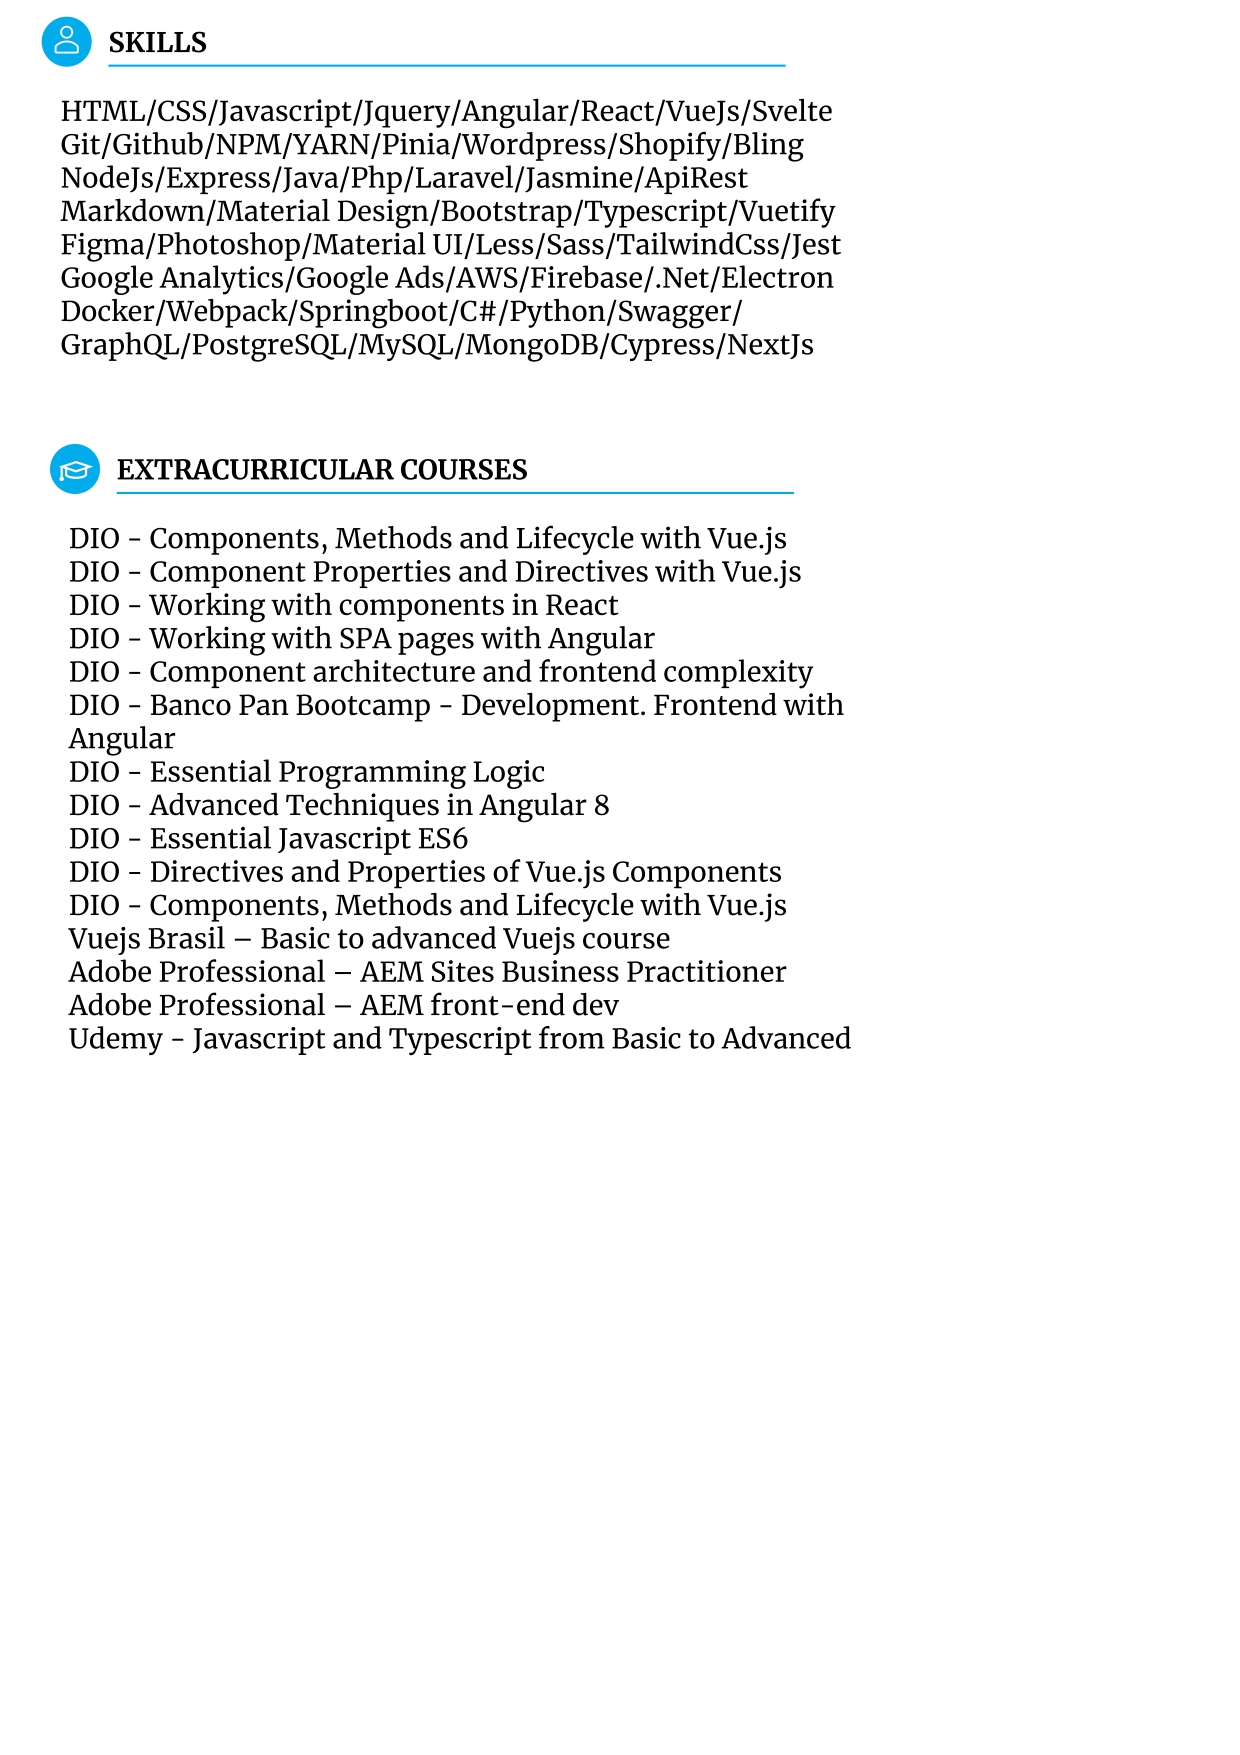 SKILLS
HTML/CSS/Javascript/Jquery/Angular/React/VueJs/Svelte
Git/Github/NPM/YARN/Pinia/Wordpress/Shopify/Bling
NodeJs/Express/Java/Php/Laravel/Jasmine/ApiRest
Markdown/Material Design/Bootstrap/Typescript/Vuetify
Figma/Photoshop/Material UI/Less/Sass/TailwindCss/Jest
Google Analytics/Google Ads/AWS/Firebase/.Net/Electron
Docker/Webpack/Springboot/C#/Python/Swagger/
GraphQL/PostgreSQL/MySQL/MongoDB/Cypress/NextJs
EXTRACURRICULAR COURSES
DIO - Components, Methods and Lifecycle with Vue.js
DIO - Component Properties and Directives with Vue.js
DIO - Working with components in React
DIO - Working with SPA pages with Angular
DIO - Component architecture and frontend complexity
DIO - Banco Pan Bootcamp - Development. Frontend with
Angular
DIO - Essential Programming Logic
DIO - Advanced Techniques in Angular 8
DIO - Essential Javascript ES6
DIO - Directives and Properties of Vue.js Components
DIO - Components, Methods and Lifecycle with Vue.js
Vuejs Brasil – Basic to advanced Vuejs course
Adobe Professional – AEM Sites Business Practitioner
Adobe Professional – AEM front-end dev
Udemy - Javascript and Typescript from Basic to Advanced